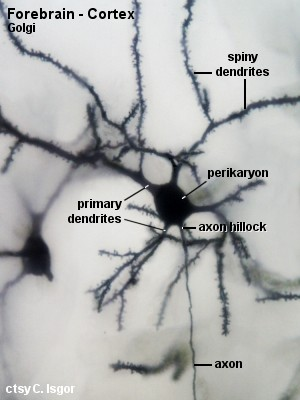 Forebrain - Cortex
Golgi
spiny
dendrites
perikaryon
primary
dendrites
axon hillock
axon
ctsy C. Isgor